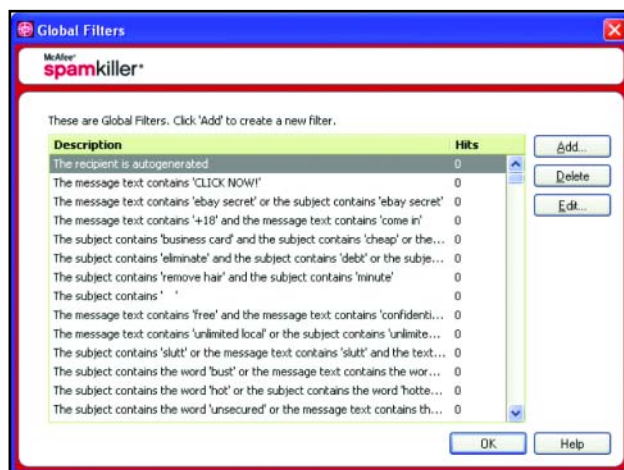 Global Filters
McAfee®
spamkiller®
These are Global Filters. Click 'Add' to create a new filter.
Description Hits
The recipient is autogenerated 0
The message text contains 'CLICK NOW!' 0
The message text contains 'ebay secret' or the subject contains 'ebay secret' 0
The message text contains '+18' and the message text contains 'come in' 0
The subject contains 'business card' and the subject contains 'cheap' or the... 0
The subject contains 'eliminate' and the subject contains 'debt' or the subje... 0
The subject contains 'remove hair' and the subject contains 'minute' 0
The subject contains '    ' 0
The message text contains 'free' and the message text contains 'confidenti... 0
The message text contains 'unlimited local' or the subject contains 'unlimite... 0
The subject contains 'slutt' or the message text contains 'slutt' and the text... 0
The subject contains the word 'bust' or the message text contains the wor... 0
The subject contains the word 'hot' or the subject contains the word 'hotte... 0
The subject contains the word 'unsecured' or the message text contains th... 0
Add...
Delete
Edit...
OK Help